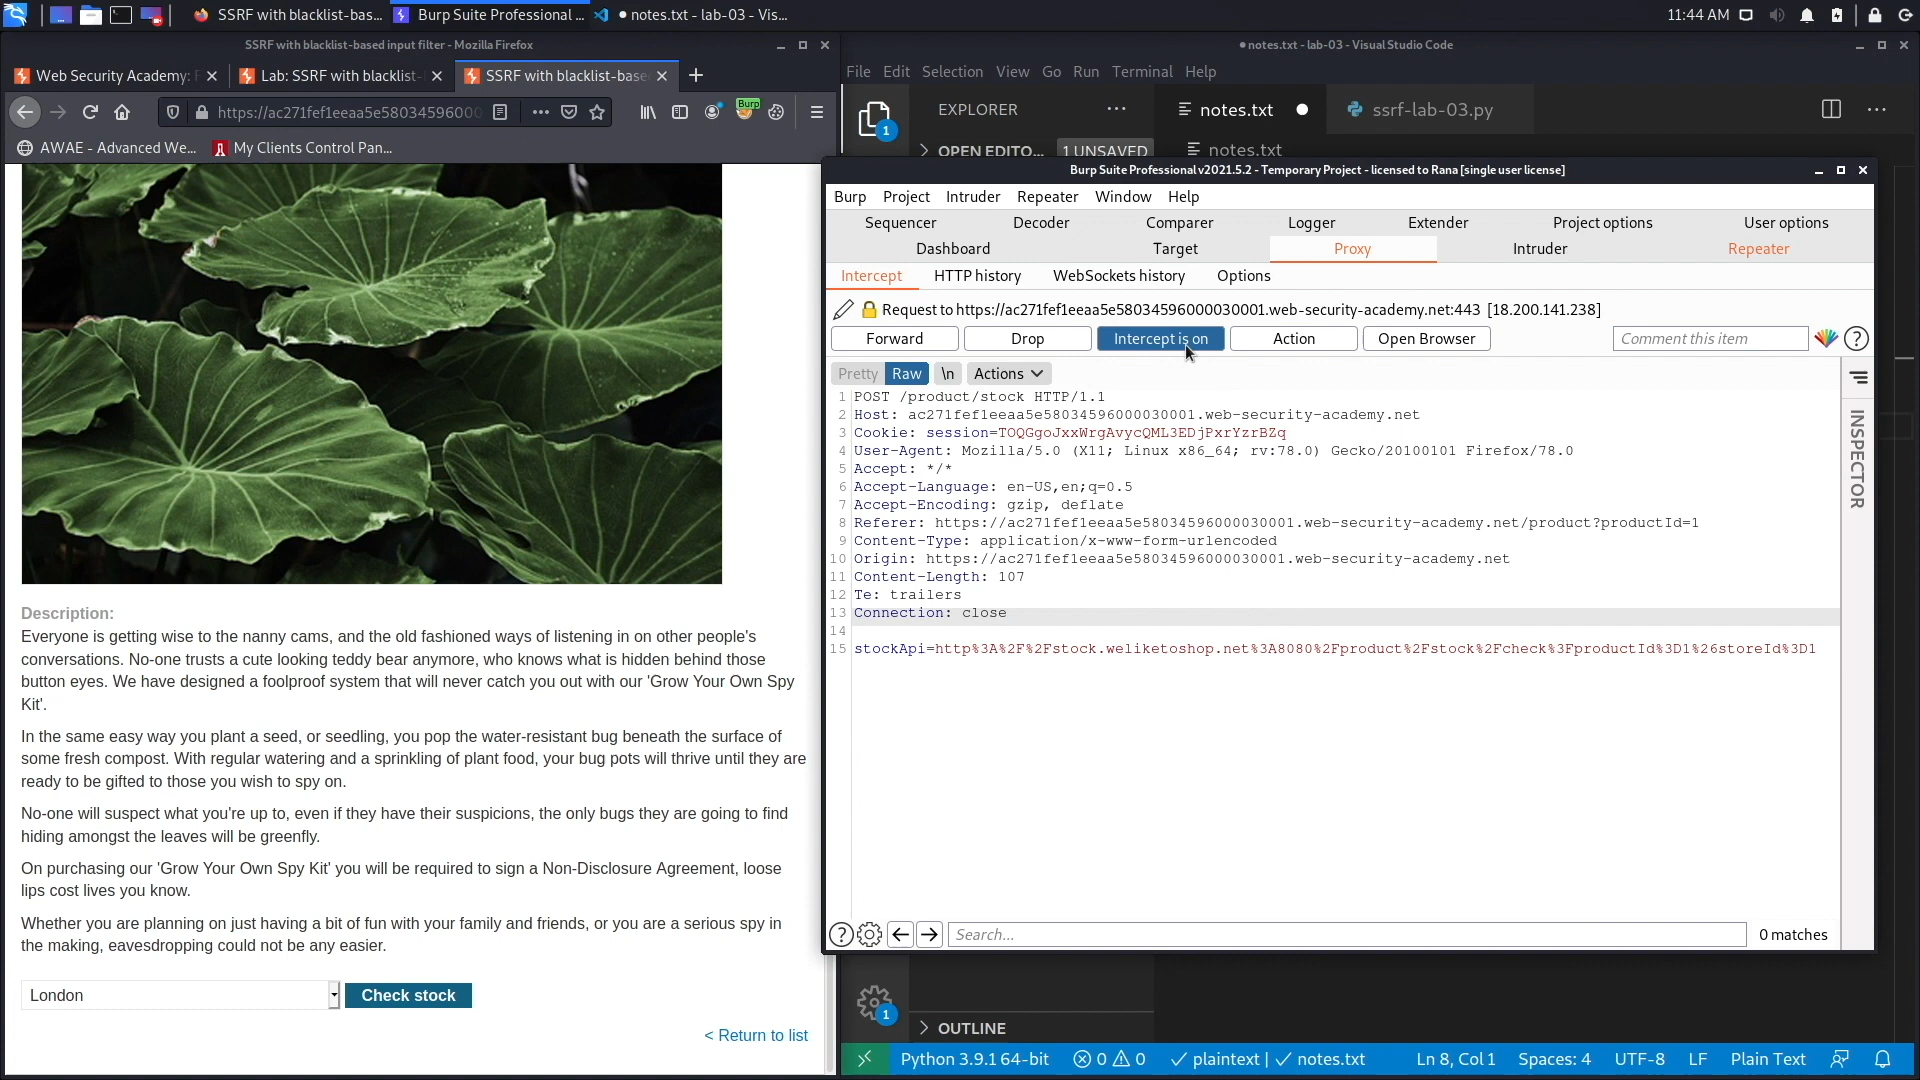 SSRF with blacklist-bas...
Burp Suite Professional ...
● notes.txt - lab-03 - Vis...
11:44 AM
SSRF with blacklist-based input filter - Mozilla Firefox
Web Security Academy:
Lab: SSRF with blacklist-
SSRF with blacklist-base
https://ac271fef1eeaa5e580345960000
Burp
AWAE - Advanced We...
My Clients Control Pan...
Description:
Everyone is getting wise to the nanny cams, and the old fashioned ways of listening in on other people's
conversations. No-one trusts a cute looking teddy bear anymore, who knows what is hidden behind those
button eyes. We have designed a foolproof system that will never catch you out with our 'Grow Your Own Spy
Kit'.
In the same easy way you plant a seed, or seedling, you pop the water-resistant bug beneath the surface of
some fresh compost. With regular watering and a sprinkling of plant food, your bug pots will thrive until they are
ready to be gifted to those you wish to spy on.
No-one will suspect what you're up to, even if they have their suspicions, the only bugs they are going to find
hiding amongst the leaves will be greenfly.
On purchasing our 'Grow Your Own Spy Kit' you will be required to sign a Non-Disclosure Agreement, loose
lips cost lives you know.
Whether you are planning on just having a bit of fun with your family and friends, or you are a serious spy in
the making, eavesdropping could not be any easier.
London
Check stock
< Return to list
● notes.txt - lab-03 - Visual Studio Code
File Edit Selection View Go Run Terminal Help
1
EXPLORER
notes.txt ●
ssrf-lab-03.py
OPEN EDITO...
1 UNSAVED
notes.txt
Burp Suite Professional v2021.5.2 - Temporary Project - licensed to Rana [single user license]
Burp Project Intruder Repeater Window Help
Sequencer Decoder Comparer Logger Extender Project options User options
Dashboard Target Proxy Intruder Repeater
Intercept HTTP history WebSockets history Options
Request to https://ac271fef1eeaa5e58034596000030001.web-security-academy.net:443 [18.200.141.238]
Forward Drop Intercept is on Action Open Browser Comment this item ?
Pretty Raw \n Actions
INSPECTOR
1 POST /product/stock HTTP/1.1
2 Host: ac271fef1eeaa5e58034596000030001.web-security-academy.net
3 Cookie: session=TOQGgoJxxWrgAvycQML3EDjPxrYzrBZq
4 User-Agent: Mozilla/5.0 (X11; Linux x86_64; rv:78.0) Gecko/20100101 Firefox/78.0
5 Accept: */*
6 Accept-Language: en-US,en;q=0.5
7 Accept-Encoding: gzip, deflate
8 Referer: https://ac271fef1eeaa5e58034596000030001.web-security-academy.net/product?productId=1
9 Content-Type: application/x-www-form-urlencoded
10 Origin: https://ac271fef1eeaa5e58034596000030001.web-security-academy.net
11 Content-Length: 107
12 Te: trailers
13 Connection: close
14
15 stockApi=http%3A%2F%2Fstock.weliketoshop.net%3A8080%2Fproduct%2Fstock%2Fcheck%3FproductId%3D1%26storeId%3D1
? Search... 0 matches
1
OUTLINE
Python 3.9.1 64-bit 0 0 plaintext | notes.txt Ln 8, Col 1 Spaces: 4 UTF-8 LF Plain Text